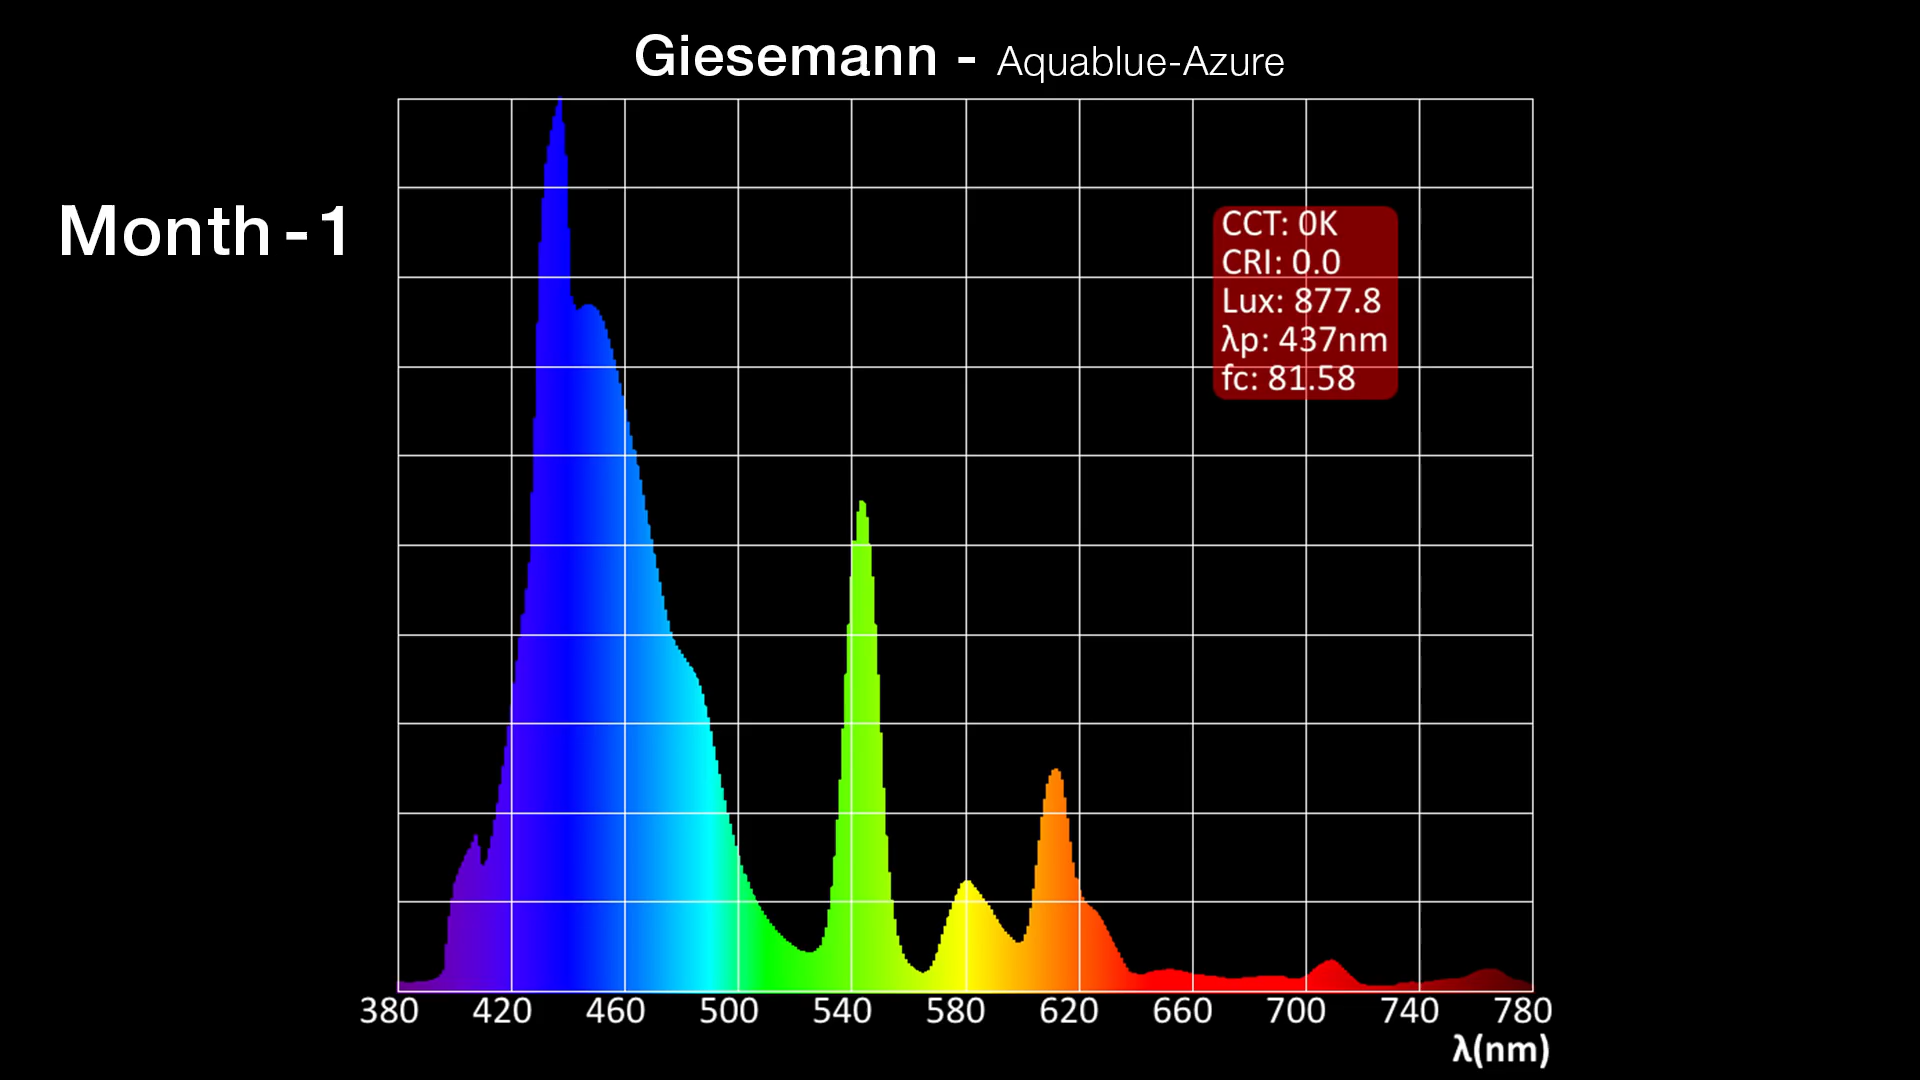 Giesemann - Aquablue-Azure
Month - 1
CCT: 0K
CRI: 0.0
Lux: 877.8
λp: 437nm
fc: 81.58
380 420 460 500 540 580 620 660 700 740 780
λ(nm)